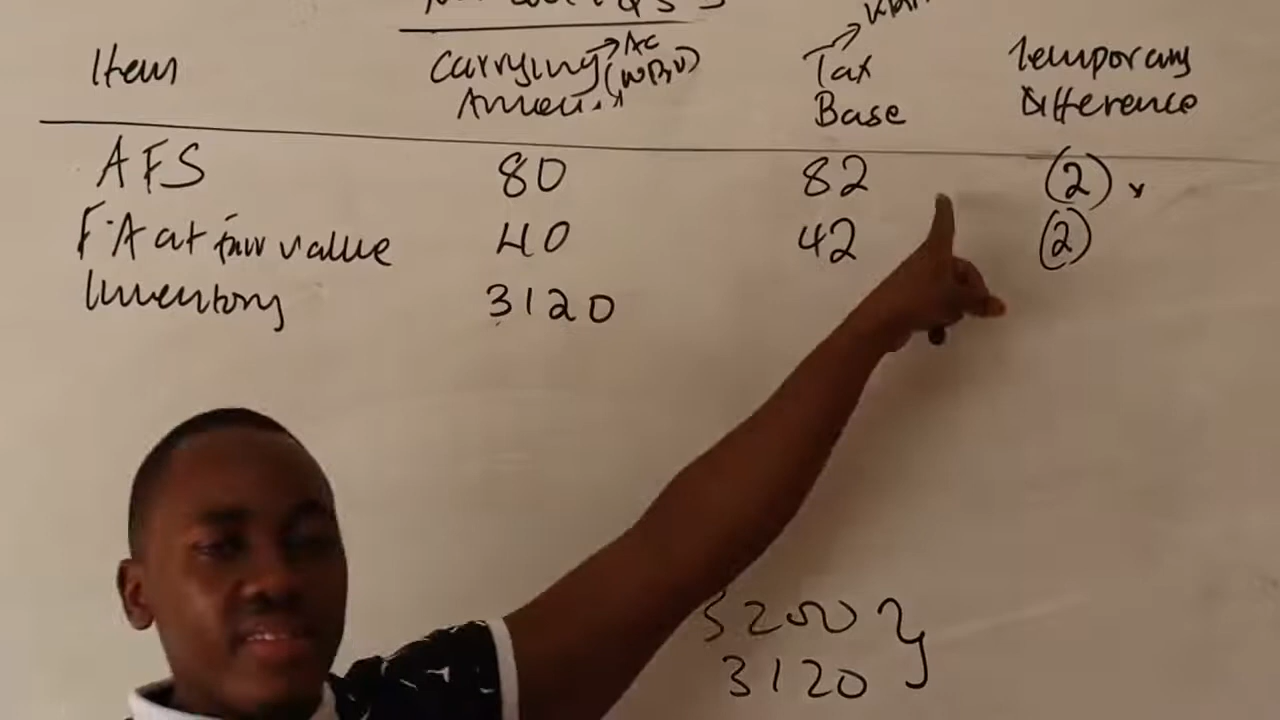 Item Carrying Amount → AC (WBV) Tax Base Temporary Difference
AFS 80 82 (2) x
F.A at fair value 40 42 (2)
Inventory 3120
3200 }
3120